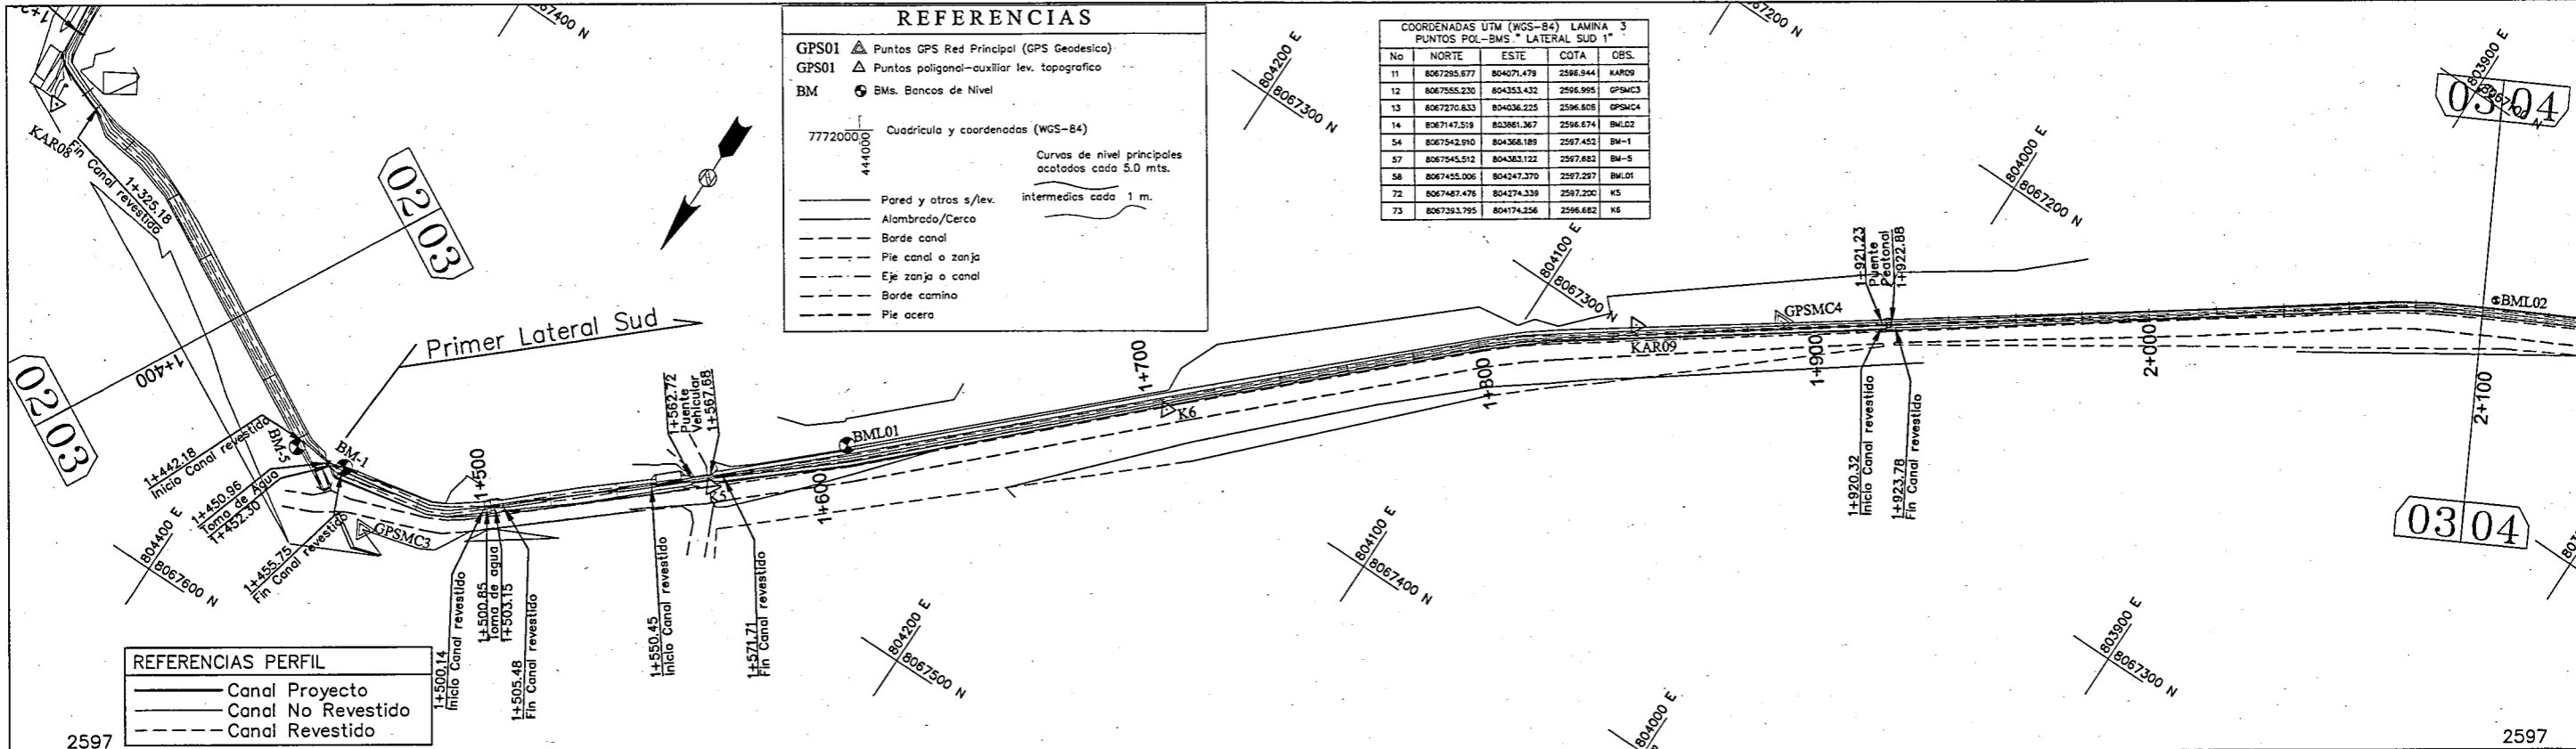 REFERENCIAS
GPS01 Puntos GPS Red Principal (GPS Geodesico)
GPS01 Puntos poligonal-auxiliar lev. topografico
BM BMs. Bancos de Nivel
7772000.0
444000.0
Cuadricula y coordenadas (WGS-84)
Curvas de nivel principales
acotados cada 5.0 mts.
intermedias cada 1 m.
Pared y otros s/lev.
Alambrado/Cerco
Borde canal
Pie canal o zanja
Eje zanja o canal
Borde camino
Pie acera
COORDENADAS UTM (WGS-84) LAMINA 3
PUNTOS POL-BMS." LATERAL SUD 1"
No NORTE ESTE COTA OBS.
11 8067295.677 804071.479 2596.944 KAR09
12 8067555.230 804353.432 2596.995 GPSMC3
13 8067270.833 804036.225 2596.606 GPSMC4
14 8067147.519 803861.367 2596.674 BML02
54 8067542.910 804368.189 2597.452 BM-1
57 8067545.512 804383.122 2597.682 BM-5
58 8067455.006 804247.370 2597.297 BML01
72 8067487.476 804274.339 2597.200 K5
73 8067393.795 804174.256 2596.682 K6
67400 N
67200 N
804200 E
8067300 N
803900 E
03 04
804000 E
8067200 N
804100 E
8067300 N
KAR08
Fin Canal revestido
1+325.18
02 03
02 03
1+400
Primer Lateral Sud
1+442.18
Inicio Canal revestido
BM-5
BM-1
1+450.96
Toma de Agua
1+452.30
1+455.75
Fin Canal revestido
GPSMC3
804400 E
8067600 N
1+500
1+500.14
Inicio Canal revestido
1+500.85
Toma de agua
1+503.15
1+505.48
Fin Canal revestido
1+550.45
Inicio Canal revestido
1+562.72
Puente
Vehicular
1+567.68
K5
1+571.71
Fin Canal revestido
BML01
1+600
1+700
K6
1+800
KAR09
GPSMC4
1+900
1+921.23
Puente
Peatonal
1+922.88
1+920.32
Inicio Canal revestido
1+923.78
Fin Canal revestido
2+000
2+100
BML02
03 04
804200 E
8067500 N
804100 E
8067400 N
804000 E
803900 E
8067300 N
REFERENCIAS PERFIL
Canal Proyecto
Canal No Revestido
Canal Revestido
2597
2597